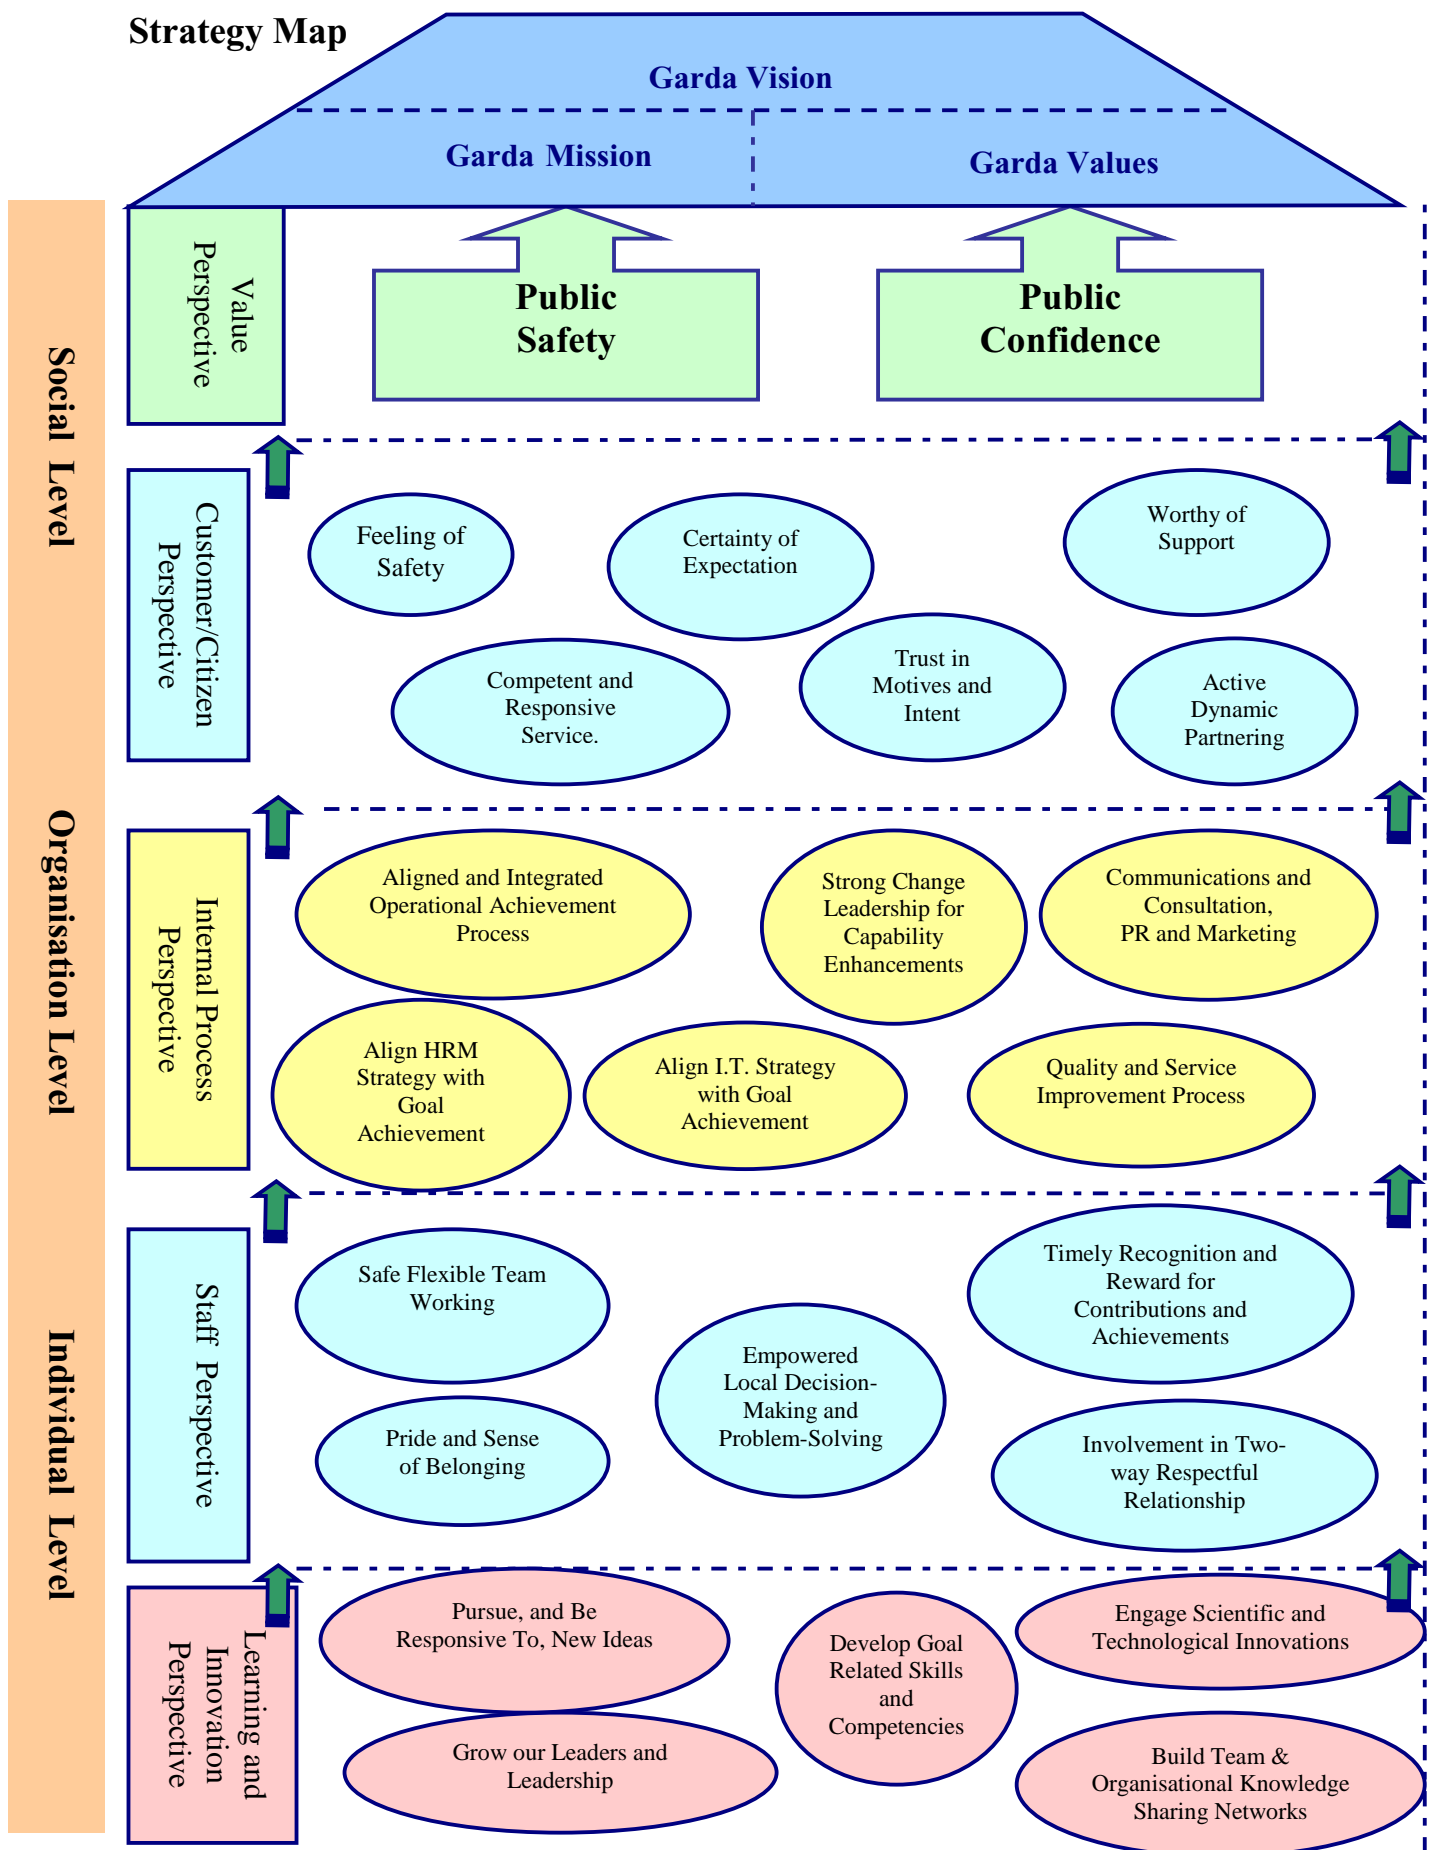 Strategy Map
Garda Vision
Garda Mission
Garda Values
Social Level
Value
Perspective
Public
Safety
Public
Confidence
Customer/Citizen
Perspective
Feeling of
Safety
Certainty of
Expectation
Worthy of
Support
Competent and
Responsive
Service.
Trust in
Motives and
Intent
Active
Dynamic
Partnering
Organisation Level
Internal Process
Perspective
Aligned and Integrated
Operational Achievement
Process
Strong Change
Leadership for
Capability
Enhancements
Communications and
Consultation,
PR and Marketing
Align HRM
Strategy with
Goal
Achievement
Align I.T. Strategy
with Goal
Achievement
Quality and Service
Improvement Process
Individual Level
Staff Perspective
Safe Flexible Team
Working
Empowered
Local Decision-
Making and
Problem-Solving
Timely Recognition and
Reward for
Contributions and
Achievements
Pride and Sense
of Belonging
Involvement in Two-
way Respectful
Relationship
Learning and
Innovation
Perspective
Pursue, and Be
Responsive To, New Ideas
Develop Goal
Related Skills
and
Competencies
Engage Scientific and
Technological Innovations
Grow our Leaders and
Leadership
Build Team &
Organisational Knowledge
Sharing Networks